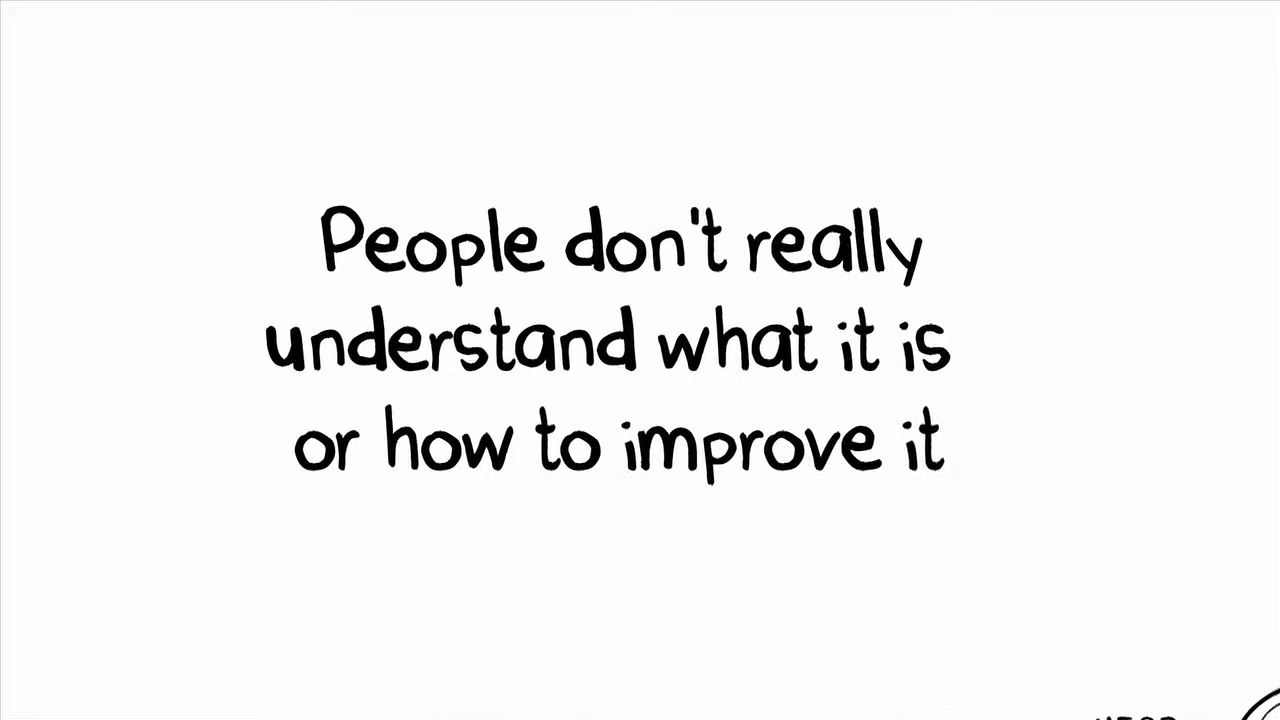 People don't really
understand what it is
or how to improve it